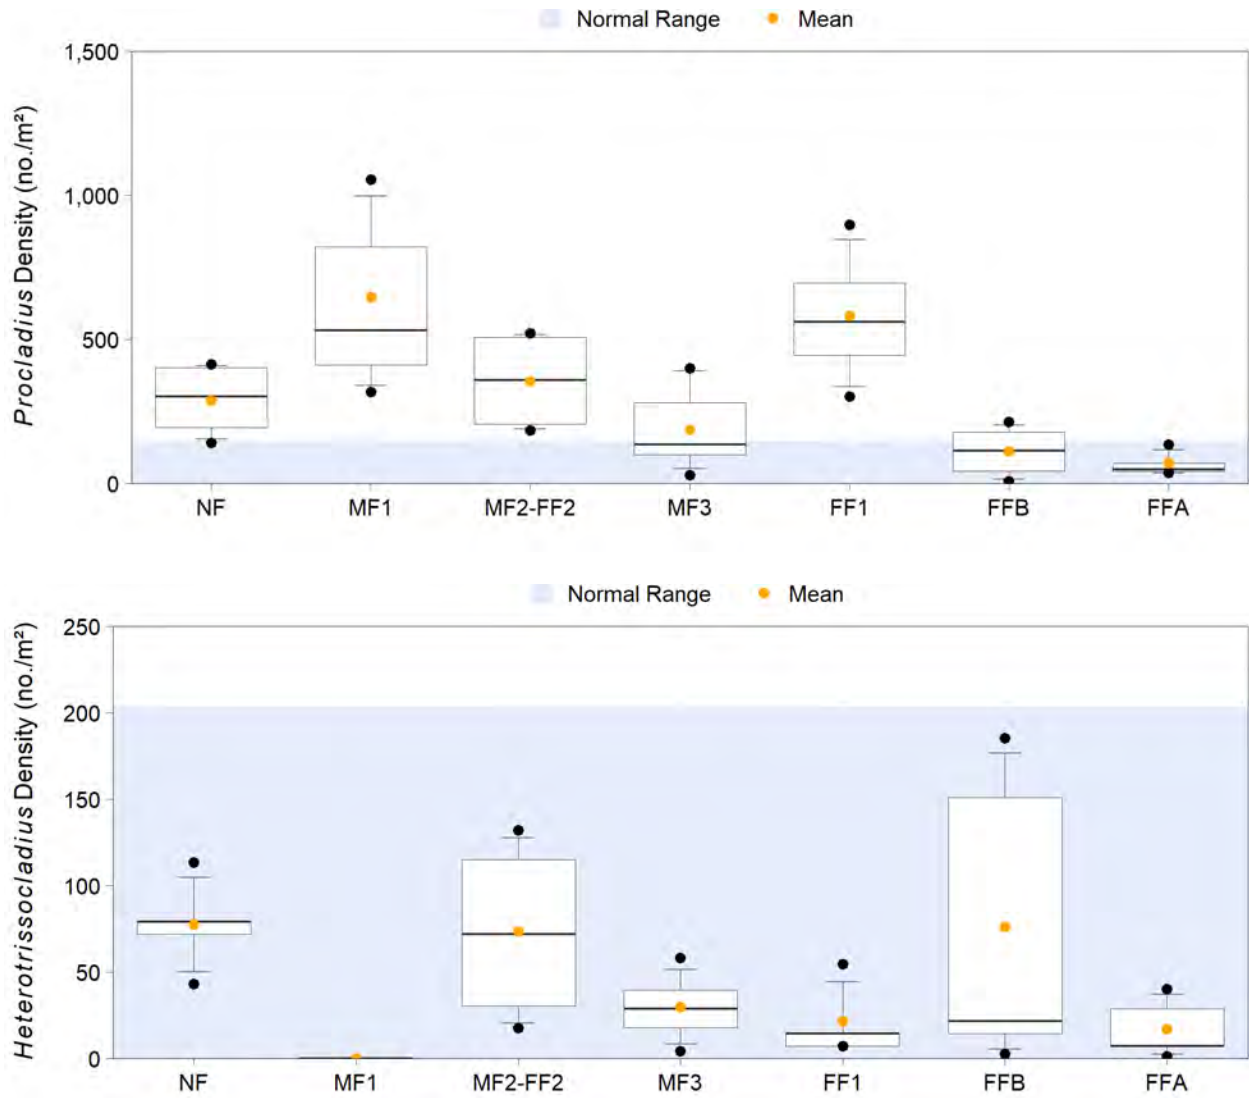 Normal Range Mean
1,500
1,000
500
0
Procladius Density (no./m²)
NF MF1 MF2-FF2 MF3 FF1 FFB FFA
Normal Range Mean
250
200
150
100
50
0
Heterotrissocladius Density (no./m²)
NF MF1 MF2-FF2 MF3 FF1 FFB FFA